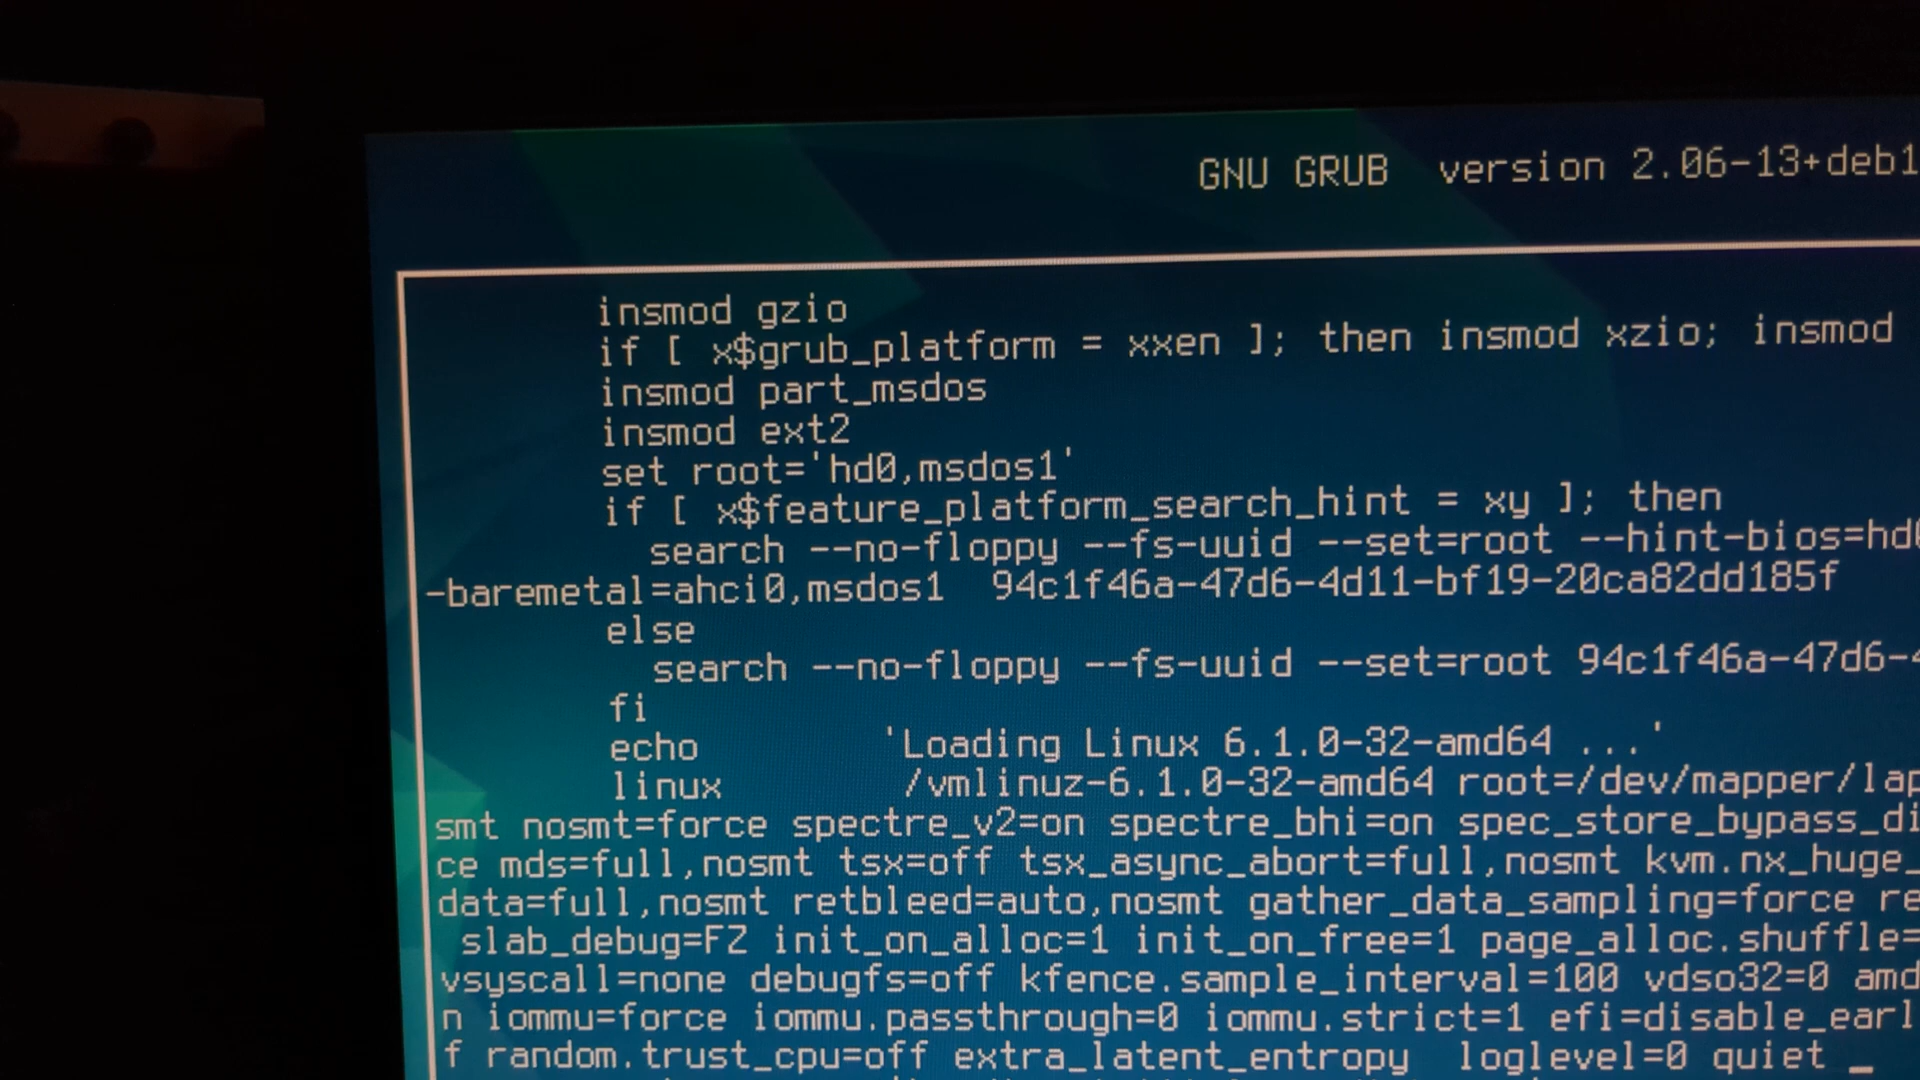 GNU GRUB version 2.06-13+deb1
insmod gzio
if [ x$grub_platform = xxen ]; then insmod xzio; insmod
insmod part_msdos
insmod ext2
set root='hd0,msdos1'
if [ x$feature_platform_search_hint = xy ]; then
search --no-floppy --fs-uuid --set=root --hint-bios=hd0
-baremetal=ahci0,msdos1 94c1f46a-47d6-4d11-bf19-20ca82dd185f
else
search --no-floppy --fs-uuid --set=root 94c1f46a-47d6-4
fi
echo 'Loading Linux 6.1.0-32-amd64 ...'
linux /vmlinuz-6.1.0-32-amd64 root=/dev/mapper/lap
smt nosmt=force spectre_v2=on spectre_bhi=on spec_store_bypass_di
ce mds=full,nosmt tsx=off tsx_async_abort=full,nosmt kvm.nx_huge_
data=full,nosmt retbleed=auto,nosmt gather_data_sampling=force re
slab_debug=FZ init_on_alloc=1 init_on_free=1 page_alloc.shuffle=
vsyscall=none debugfs=off kfence.sample_interval=100 vdso32=0 amd
n iommu=force iommu.passthrough=0 iommu.strict=1 efi=disable_earl
f random.trust_cpu=off extra_latent_entropy loglevel=0 quiet _